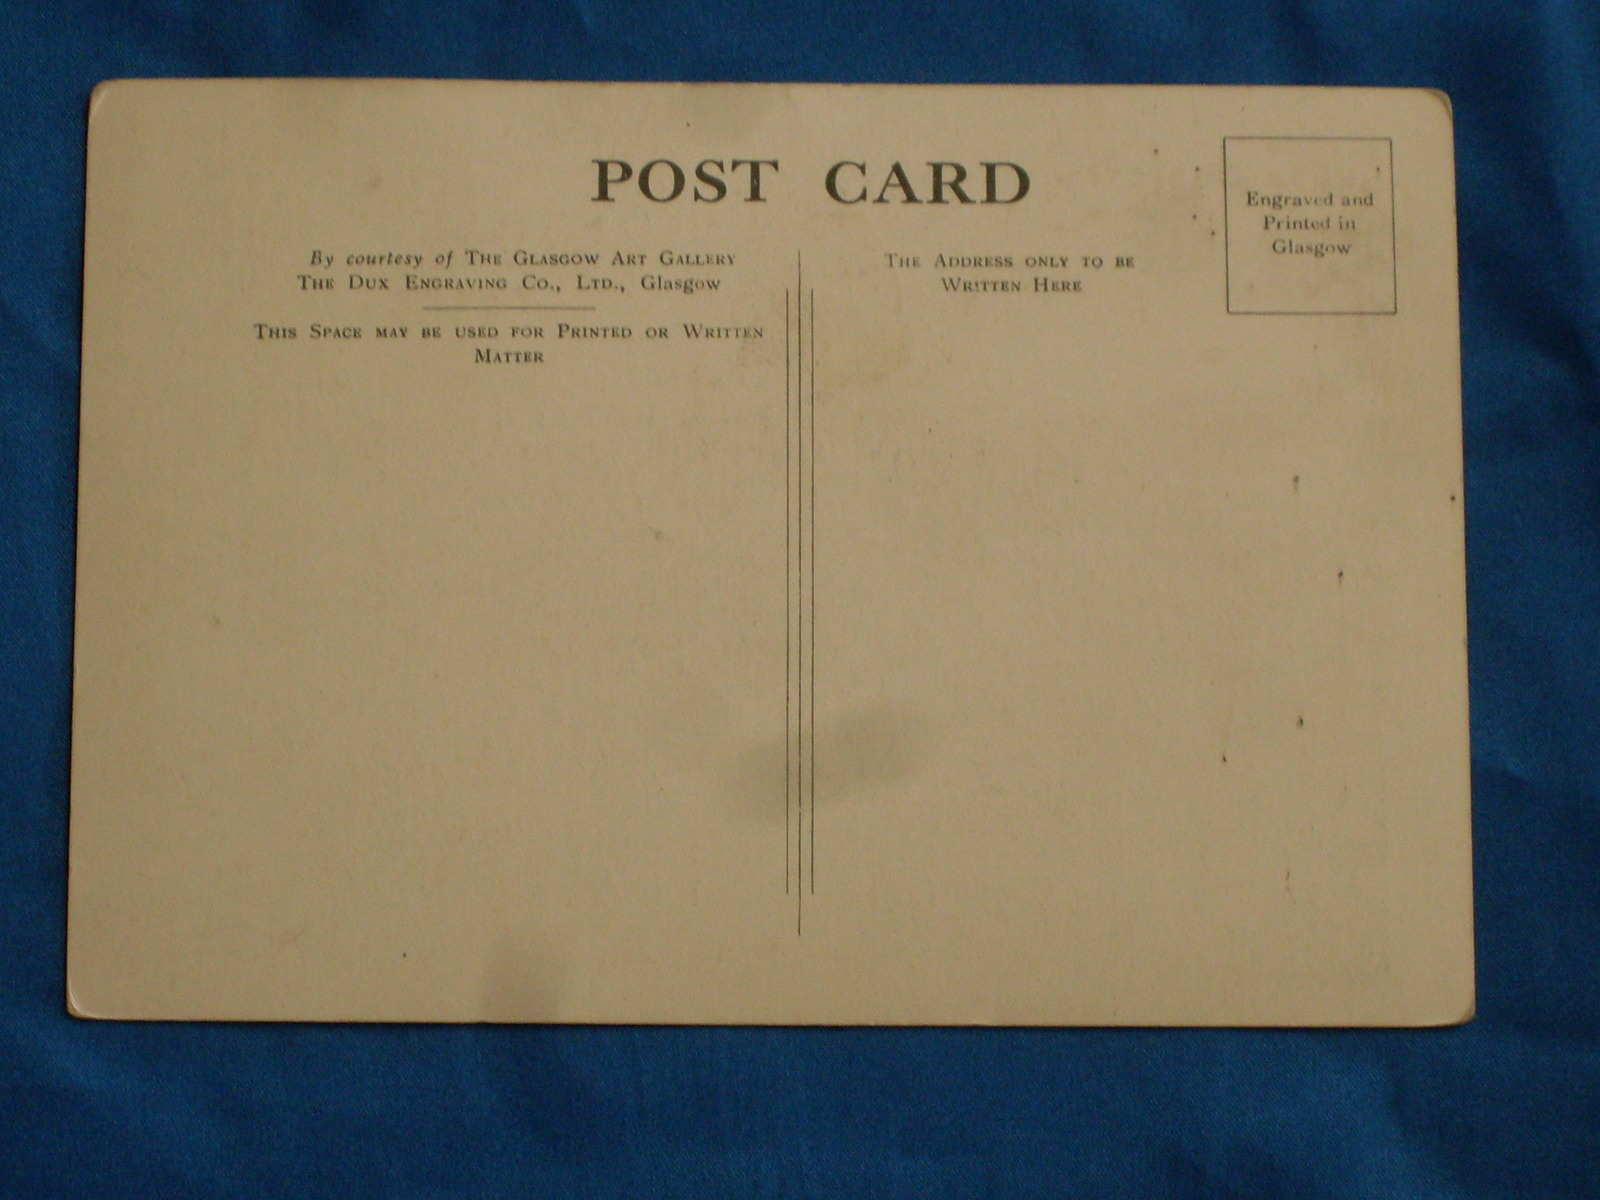 POST CARD
By courtesy of THE GLASGOW ART GALLERY
THE DUX ENGRAVING CO., LTD., Glasgow
THIS SPACE MAY BE USED FOR PRINTED OR WRITTEN
MATTER
THE ADDRESS ONLY TO BE
WRITTEN HERE
Engraved and
Printed in
Glasgow